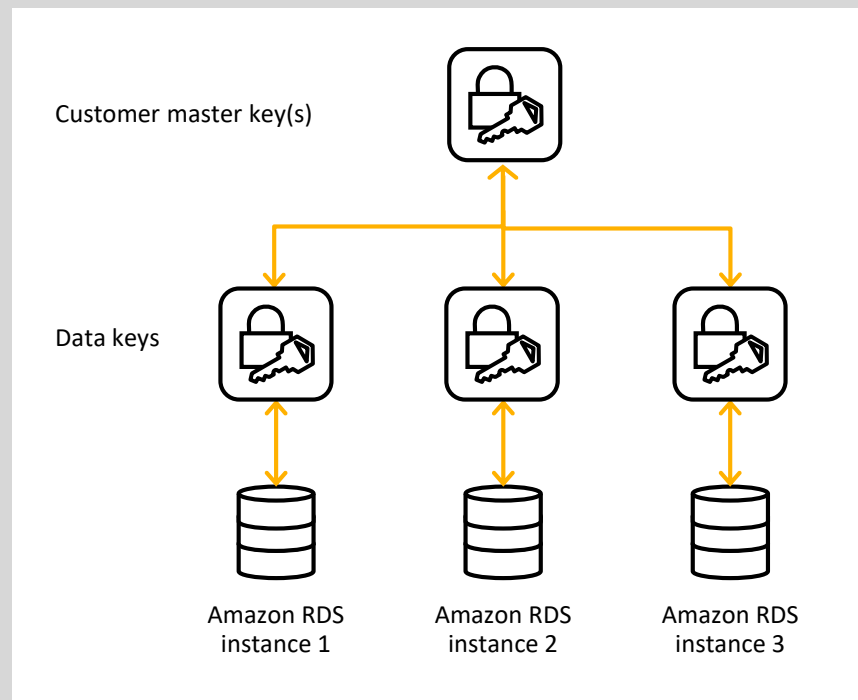 Customer master key(s)
Data keys
Amazon RDS
instance 1
Amazon RDS
instance 2
Amazon RDS
instance 3